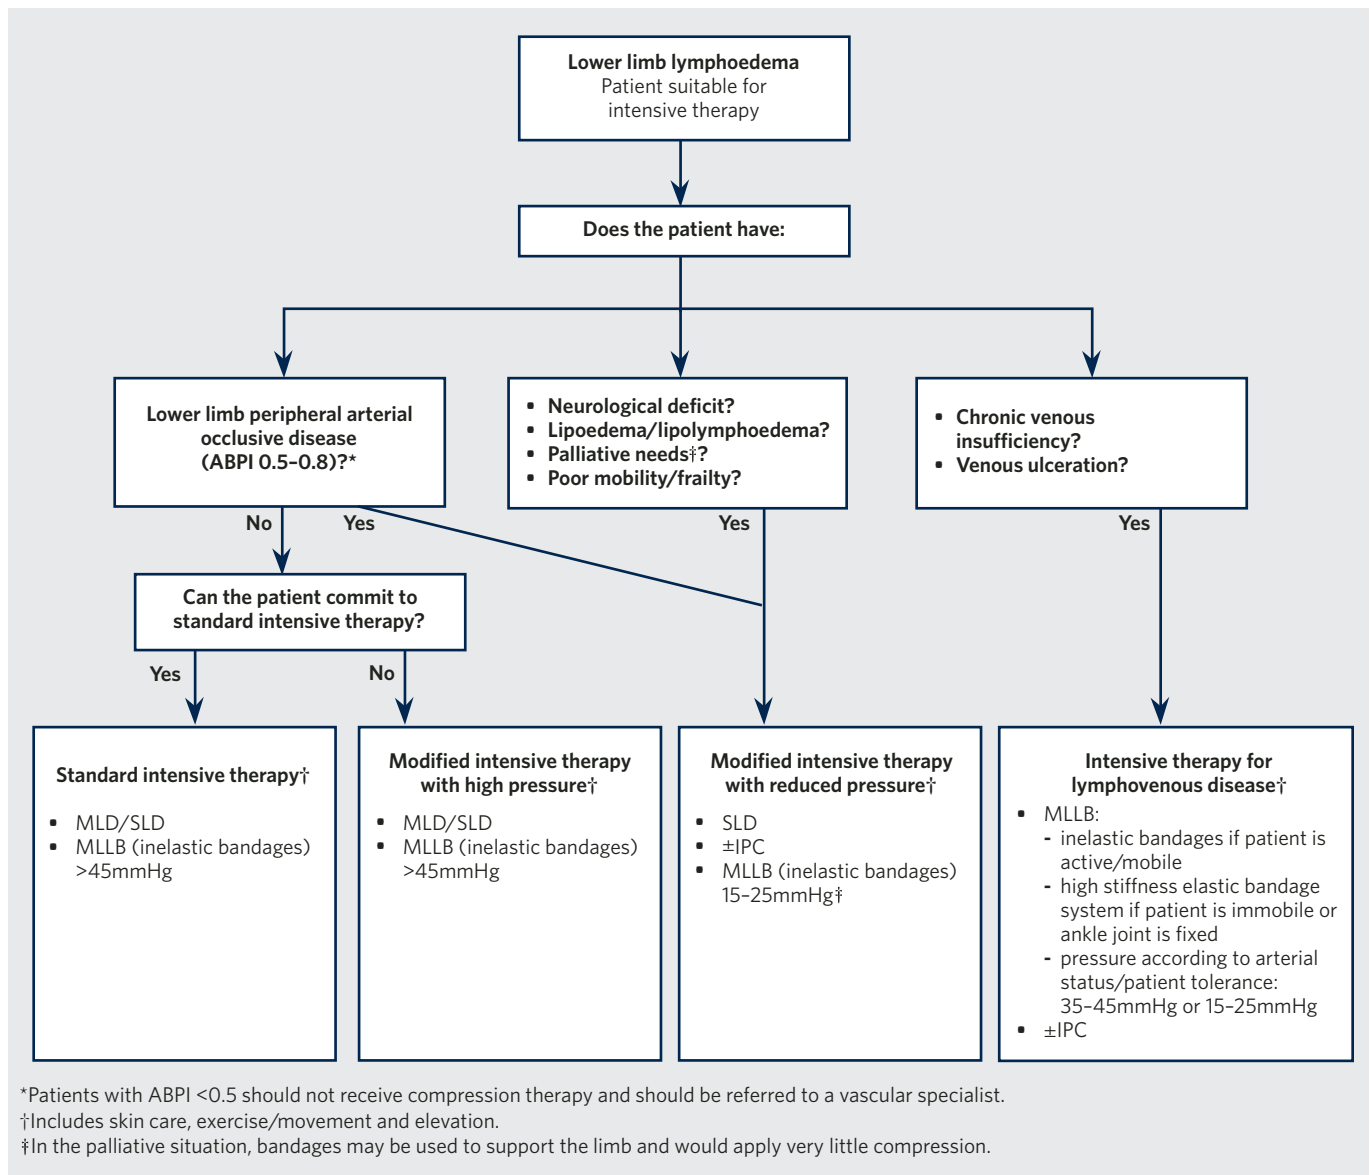 Lower limb lymphoedema
Patient suitable for
intensive therapy
Does the patient have:
Lower limb peripheral arterial
occlusive disease
(ABPI 0.5–0.8)?*
▪ Neurological deficit?
▪ Lipoedema/lipolymphoedema?
▪ Palliative needs‡?
▪ Poor mobility/frailty?
▪ Chronic venous
insufficiency?
▪ Venous ulceration?
No
Yes
Yes
Yes
Can the patient commit to
standard intensive therapy?
Yes
No
Standard intensive therapy†
▪ MLD/SLD
▪ MLLB (inelastic bandages)
>45mmHg
Modified intensive therapy
with high pressure†
▪ MLD/SLD
▪ MLLB (inelastic bandages)
>45mmHg
Modified intensive therapy
with reduced pressure†
▪ SLD
▪ ±IPC
▪ MLLB (inelastic bandages)
15–25mmHg‡
Intensive therapy for
lymphovenous disease†
▪ MLLB:
- inelastic bandages if patient is
active/mobile
- high stiffness elastic bandage
system if patient is immobile or
ankle joint is fixed
- pressure according to arterial
status/patient tolerance:
35–45mmHg or 15–25mmHg
▪ ±IPC
*Patients with ABPI <0.5 should not receive compression therapy and should be referred to a vascular specialist.
†Includes skin care, exercise/movement and elevation.
‡In the palliative situation, bandages may be used to support the limb and would apply very little compression.